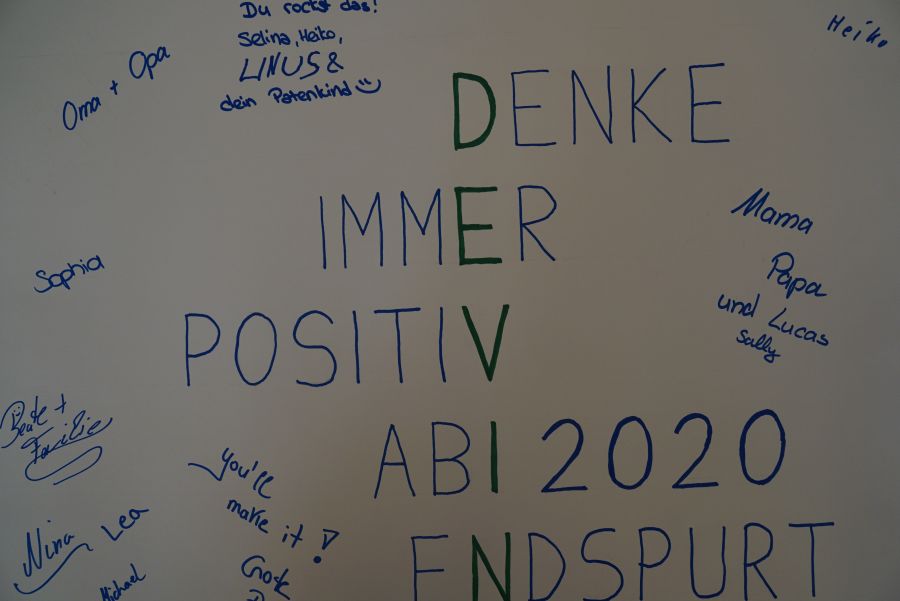 Du rockst das!
Selina, Heiko,
LINUS &
dein Patenkind
Heiko
Oma + Opa
DENKE
IMMER
Mama
Papa
und Lucas
Sally
Sophia
POSITIV
Beate +
Familie
ABI 2020
You'll
make it!
Nina
Lea
ENDSPURT
Michael